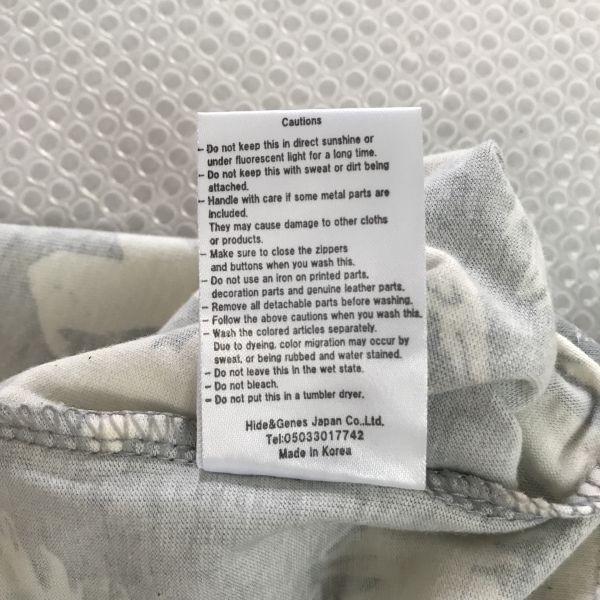 Cautions
- Do not keep this in direct sunshine or
under fluorescent light for a long time.
- Do not keep this with sweat or dirt being
attached.
- Handle with care if some metal parts are
included.
They may cause damage to other cloths
or products.
- Make sure to close the zippers
and buttons when you wash this.
- Do not use an iron on printed parts,
decoration parts and genuine leather parts.
- Remove all detachable parts before washing.
- Follow the above cautions when you wash this.
- Wash the colored articles separately.
Due to dyeing, color migration may occur by
sweat, or being rubbed and water stained.
- Do not leave this in the wet state.
- Do not bleach.
- Do not put this in a tumbler dryer.
Hide&Genes Japan Co.,Ltd.
Tel:05033017742
Made in Korea